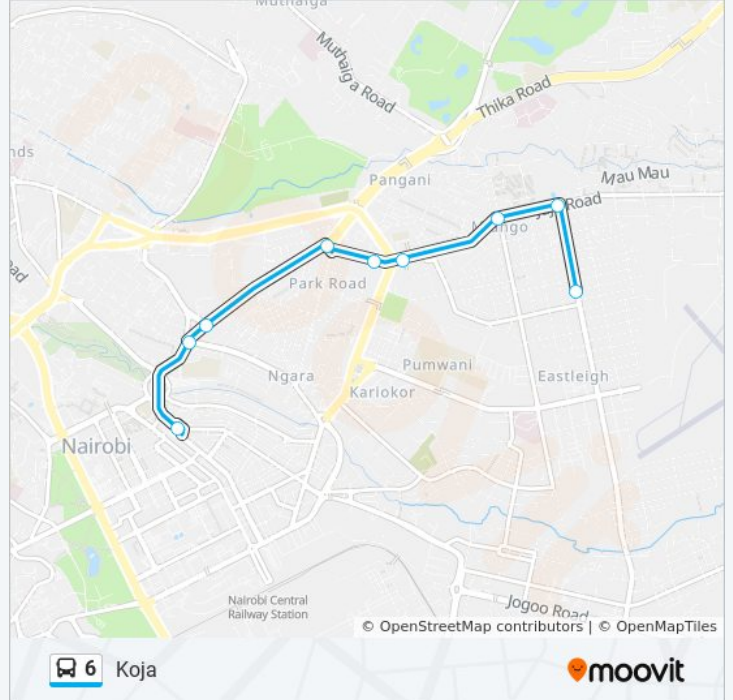 Muthaiga
Muthaiga Road
Thika Road
nds
Pangani
Mau Mau
Road
Park Road
Ngara
Pumwani
Kariokor
Eastleigh
Nairobi
Nairobi Central
Railway Station
Jogoo Road
© OpenStreetMap contributors | © OpenMapTiles
6 Koja
moovit